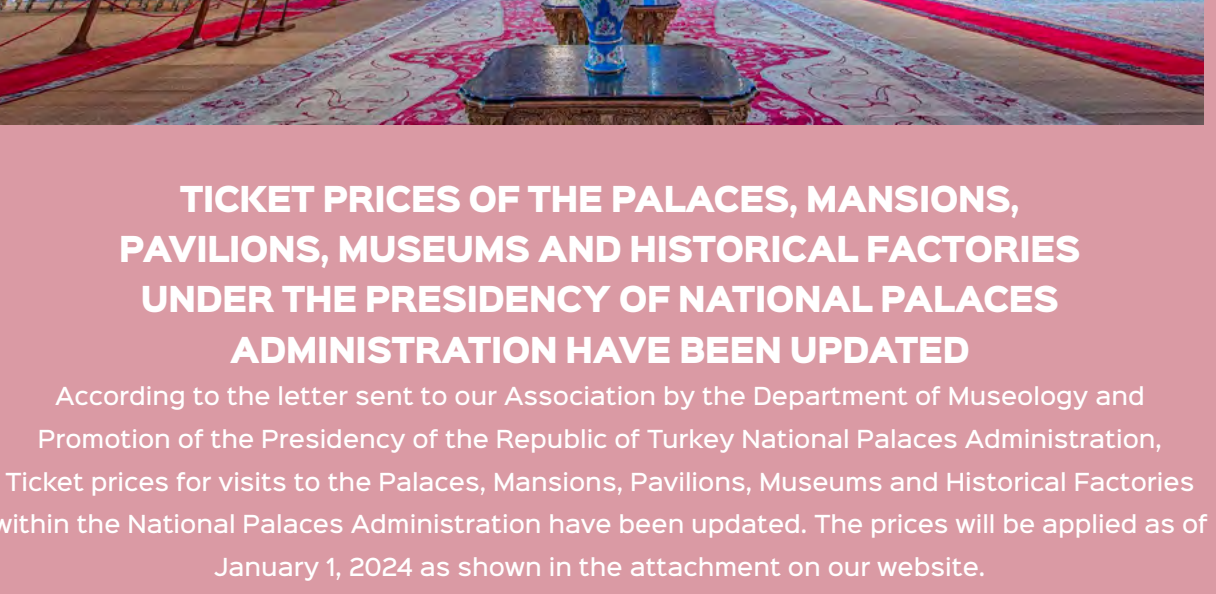 TICKET PRICES OF THE PALACES, MANSIONS,
PAVILIONS, MUSEUMS AND HISTORICAL FACTORIES
UNDER THE PRESIDENCY OF NATIONAL PALACES
ADMINISTRATION HAVE BEEN UPDATED
According to the letter sent to our Association by the Department of Museology and
Promotion of the Presidency of the Republic of Turkey National Palaces Administration,
Ticket prices for visits to the Palaces, Mansions, Pavilions, Museums and Historical Factories
within the National Palaces Administration have been updated. The prices will be applied as of
January 1, 2024 as shown in the attachment on our website.